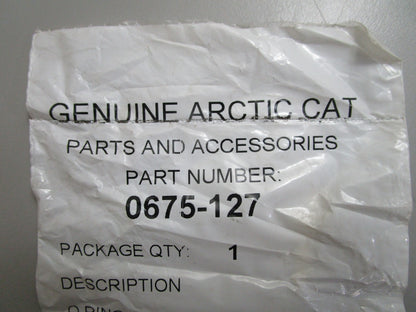 GENUINE ARCTIC CAT
PARTS AND ACCESSORIES
PART NUMBER:
0675-127
PACKAGE QTY: 1
DESCRIPTION